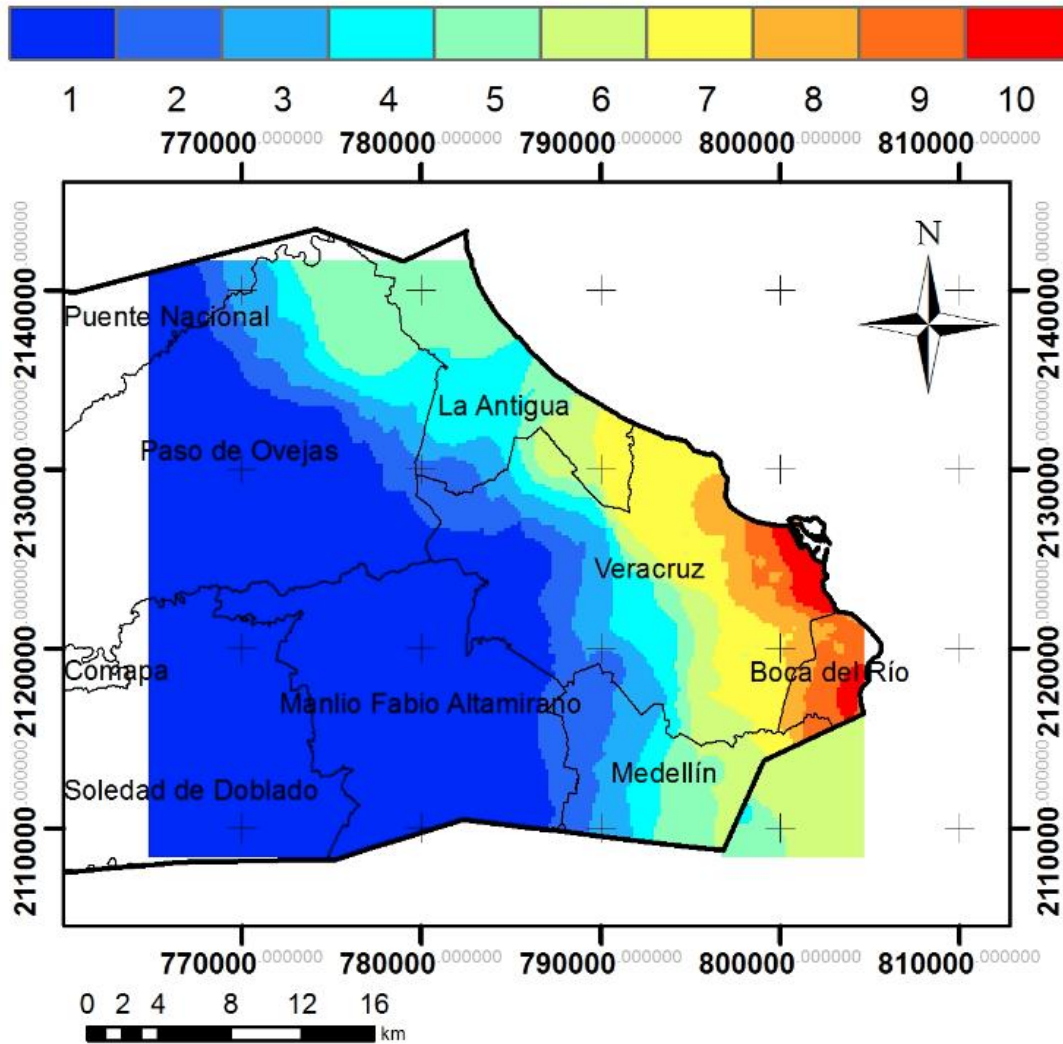 1 2 3 4 5 6 7 8 9 10
770000.000000 780000.000000 790000.000000 800000.000000 810000.000000
N
2140000.000000
2140000.000000
Puente Nacional
La Antigua
Paso de Ovejas
2130000.000000
2130000.000000
Veracruz
2120000.000000
2120000.000000
Comapa
Boca del Río
Manlio Fabio Altamirano
Medellín
Soledad de Doblado
2110000.000000
2110000.000000
770000.000000 780000.000000 790000.000000 800000.000000 810000.000000
0 2 4 8 12 16
km